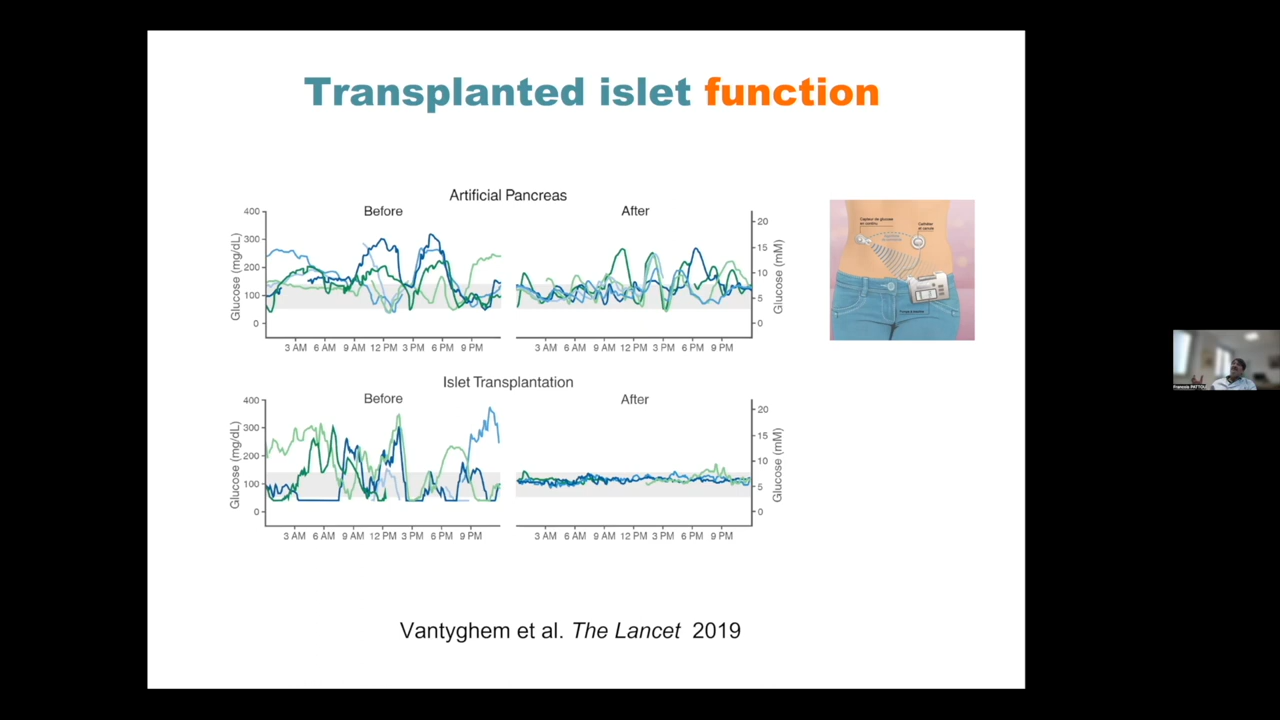 Transplanted islet function
Artificial Pancreas
Before
After
400
300
200
100
0
Glucose (mg/dL)
20
15
10
5
0
Glucose (mM)
3 AM 6 AM 9 AM 12 PM 3 PM 6 PM 9 PM
3 AM 6 AM 9 AM 12 PM 3 PM 6 PM 9 PM
Capteur de glucose
en continu
Islet Transplantation
Before
After
400
300
200
100
0
Glucose (mg/dL)
20
15
10
5
0
Glucose (mM)
3 AM 6 AM 9 AM 12 PM 3 PM 6 PM 9 PM
3 AM 6 AM 9 AM 12 PM 3 PM 6 PM 9 PM
Vantyghem et al. The Lancet 2019